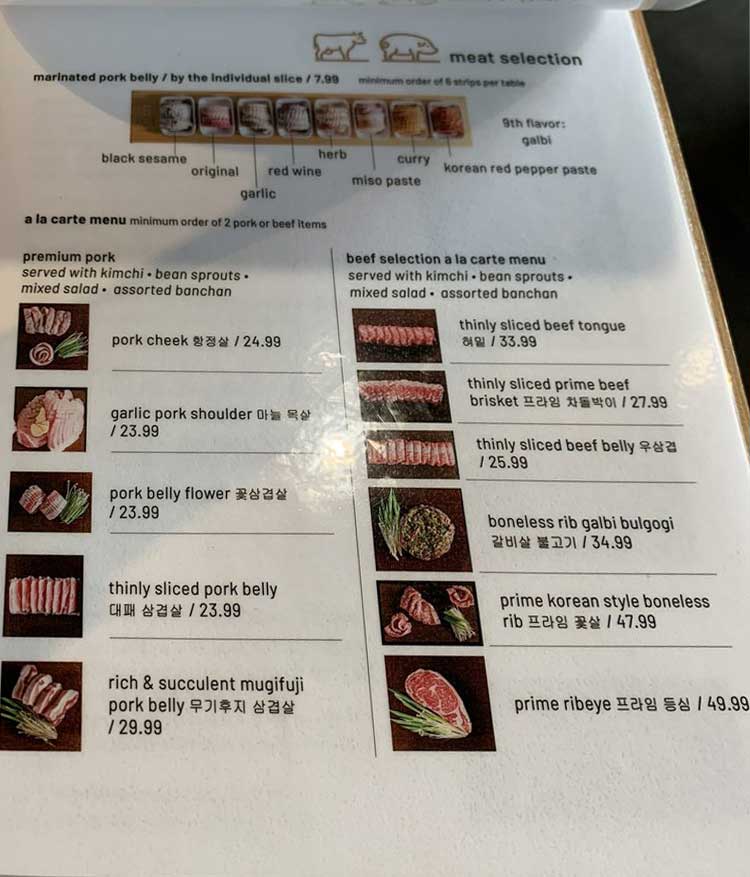 meat selection
marinated pork belly / by the individual slice / 7.99 minimum order of 6 strips per table
9th flavor:
galbi
black sesame
original
garlic
red wine
herb
miso paste
curry
korean red pepper paste
a la carte menu minimum order of 2 pork or beef items
premium pork
served with kimchi • bean sprouts •
mixed salad • assorted banchan
pork cheek 항정살 / 24.99
garlic pork shoulder 마늘 목살
/ 23.99
pork belly flower 꽃삼겹살
/ 23.99
thinly sliced pork belly
대패 삼겹살 / 23.99
rich & succulent mugifuji
pork belly 무기후지 삼겹살
/ 29.99
beef selection a la carte menu
served with kimchi • bean sprouts •
mixed salad • assorted banchan
thinly sliced beef tongue
혀밑 / 33.99
thinly sliced prime beef
brisket 프라임 차돌박이 / 27.99
thinly sliced beef belly 우삼겹
/ 25.99
boneless rib galbi bulgogi
갈비살 불고기 / 34.99
prime korean style boneless
rib 프라임 꽃살 / 47.99
prime ribeye 프라임 등심 / 49.99